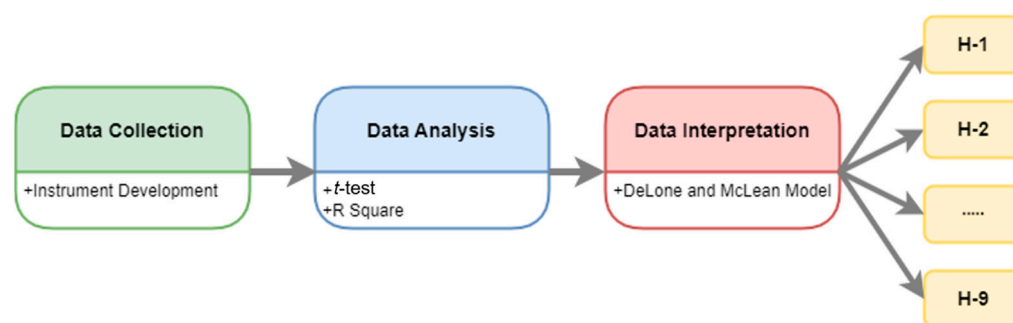 Data Collection
+Instrument Development
Data Analysis
+t-test
+R Square
Data Interpretation
+DeLone and McLean Model
H-1
H-2
.....
H-9